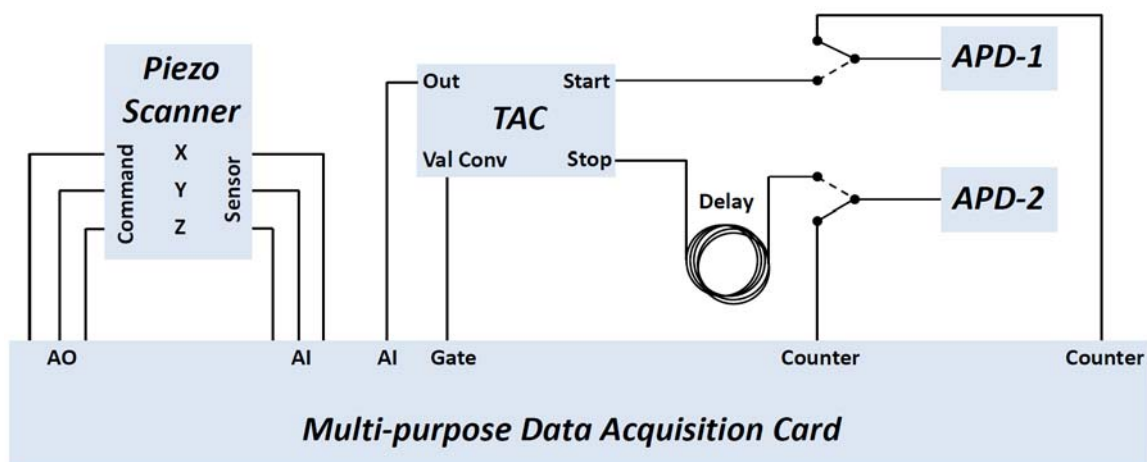 Piezo
Scanner
Command
X
Y
Z
Sensor
Out
Start
TAC
Val Conv
Stop
Delay
APD-1
APD-2
AO
AI
AI
Gate
Counter
Counter
Multi-purpose Data Acquisition Card